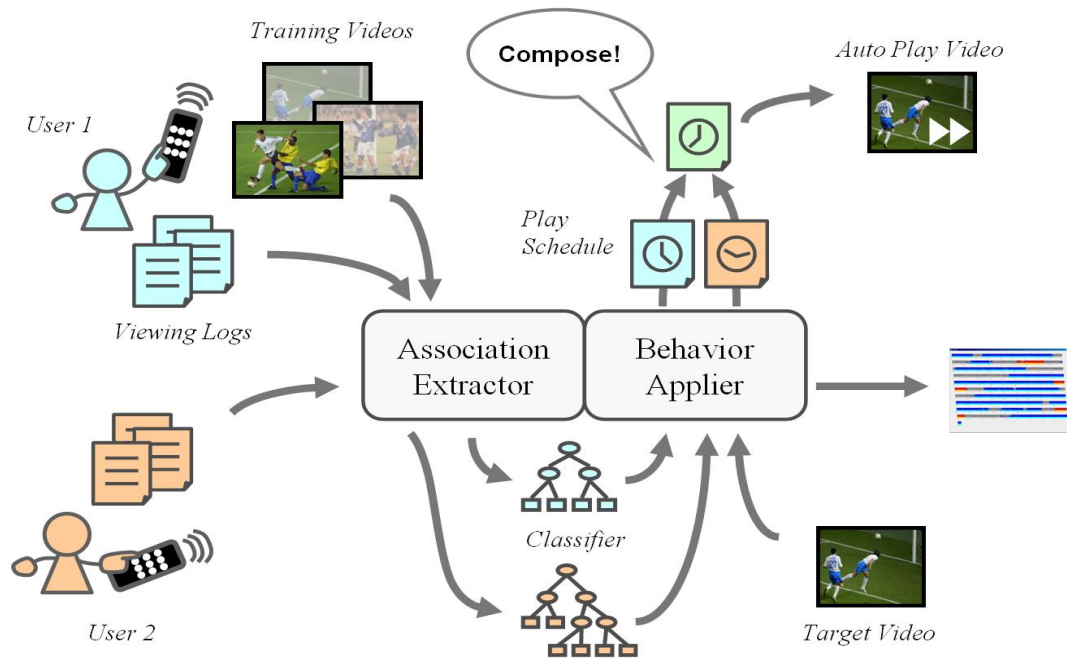 Training Videos
Compose!
Auto Play Video
User 1
Play
Schedule
Viewing Logs
Association
Extractor
Behavior
Applier
Classifier
User 2
Target Video